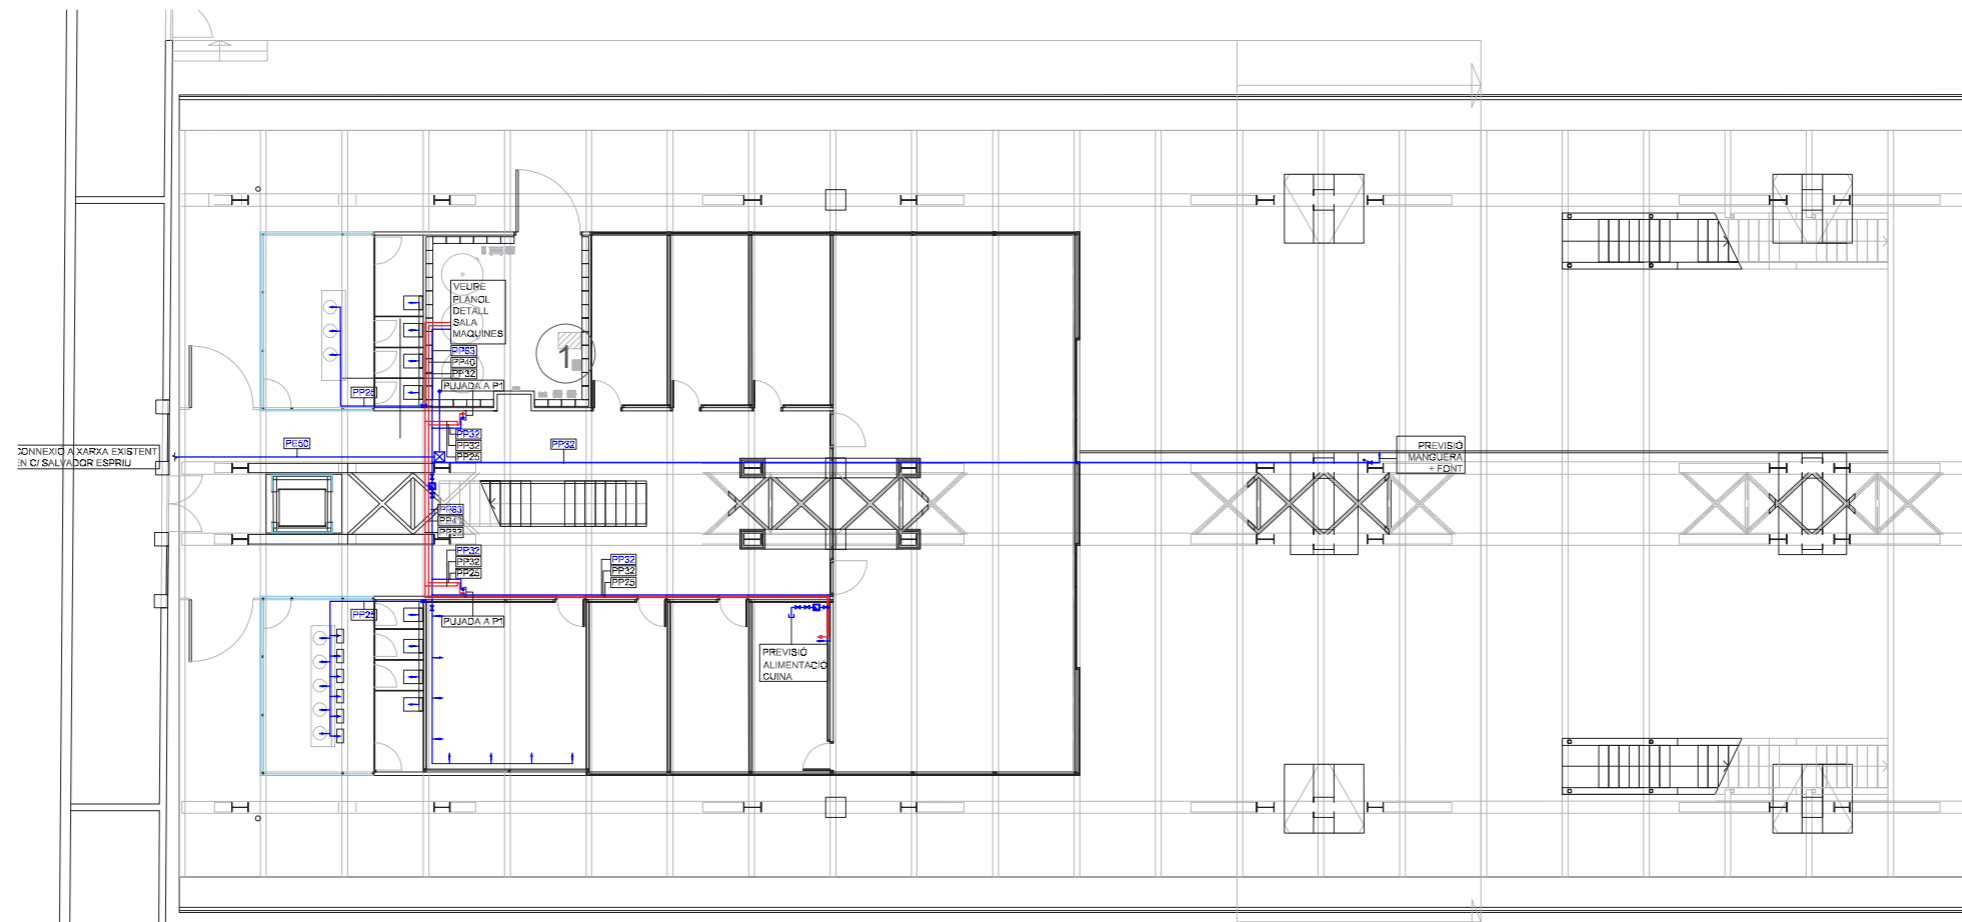 VEURE
PLÀNOL
DETALL
SALA
MAQUINES
1
PP63
PP40
PP32
PUJADA A P1
PP25
PP32
PP32
PP25
PE50
PP32
CONNEXIÓ A XARXA EXISTENT
EN C/ SALVADOR ESPRIU
PREVISIÓ
MANGUERA
+ FONT
PP63
PP32
PP32
PP25
PP32
PP32
PP25
PP25
PUJADA A P1
PREVISIÓ
ALIMENTACIÓ
CUINA